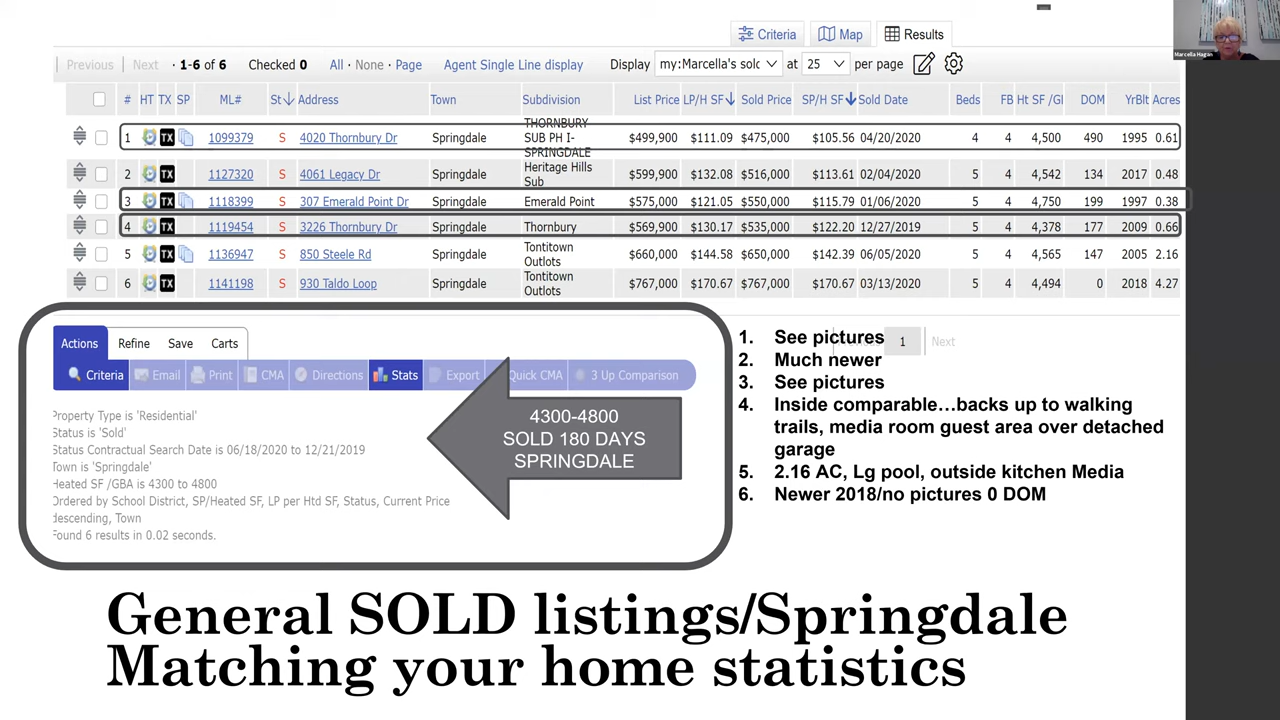 Criteria Map Results
Marcella Hagan
Previous Next · 1-6 of 6 Checked 0 All · None · Page Agent Single Line display Display my:Marcella's solc at 25 per page
# HT TX SP ML# St Address Town Subdivision List Price LP/H SF Sold Price SP/H SF Sold Date Beds FB Ht SF /GI DOM YrBlt Acres
1 TX 1099379 S 4020 Thornbury Dr Springdale THORNBURY SUB PH I- SPRINGDALE $499,900 $111.09 $475,000 $105.56 04/20/2020 4 4 4,500 490 1995 0.61
2 TX 1127320 S 4061 Legacy Dr Springdale Heritage Hills Sub $599,900 $132.08 $516,000 $113.61 02/04/2020 5 4 4,542 134 2017 0.48
3 TX 1118399 S 307 Emerald Point Dr Springdale Emerald Point $575,000 $121.05 $550,000 $115.79 01/06/2020 5 4 4,750 199 1997 0.38
4 TX 1119454 S 3226 Thornbury Dr Springdale Thornbury $569,900 $130.17 $535,000 $122.20 12/27/2019 5 4 4,378 177 2009 0.66
5 TX 1136947 S 850 Steele Rd Springdale Tontitown Outlots $660,000 $144.58 $650,000 $142.39 06/05/2020 5 4 4,565 147 2005 2.16
6 TX 1141198 S 930 Taldo Loop Springdale Tontitown Outlots $767,000 $170.67 $767,000 $170.67 03/13/2020 5 4 4,494 0 2018 4.27
Actions Refine Save Carts
Criteria Email Print CMA Directions Stats Export Quick CMA 3 Up Comparison
Property Type is 'Residential'
Status is 'Sold'
Status Contractual Search Date is 06/18/2020 to 12/21/2019
Town is 'Springdale'
Heated SF /GBA is 4300 to 4800
Ordered by School District, SP/Heated SF, LP per Htd SF, Status, Current Price
descending, Town
Found 6 results in 0.02 seconds.
4300-4800
SOLD 180 DAYS
SPRINGDALE
1 Next
1. See pictures
2. Much newer
3. See pictures
4. Inside comparable…backs up to walking
trails, media room guest area over detached
garage
5. 2.16 AC, Lg pool, outside kitchen Media
6. Newer 2018/no pictures 0 DOM
General SOLD listings/Springdale
Matching your home statistics